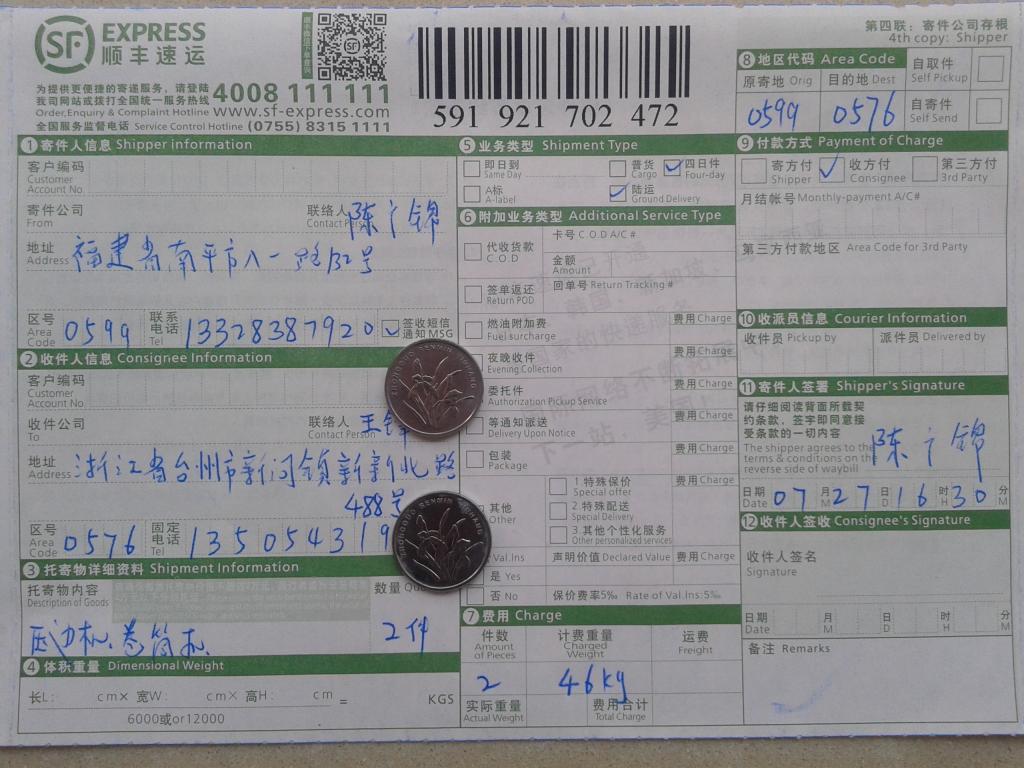 SF EXPRESS
顺丰速运
为提供更便捷的寄递服务，请登陆
我司网站或拨打全国统一服务热线 4008 111 111
Order,Enquiry & Complaint Hotline www.sf-express.com
全国服务监督电话 Service Control Hotline (0755) 8315 1111
591 921 702 472
第四联：寄件公司存根
4th copy: Shipper
1 寄件人信息 Shipper information
客户编码
Customer
Account No.
寄件公司
From
联络人
Contact Person
陈广锦
地址
Address
福建省南平市八一路132号
区号
Area
Code
0599
联系
电话
Tel
13328387920
签收短信
通知MSG
2 收件人信息 Consignee Information
客户编码
Customer
Account No.
收件公司
To
联络人
Contact Person
王
地址
Address
浙江省台州市新河镇新新北路
488号
区号
Area
Code
0576
固定
电话
Tel
135054319
3 托寄物详细资料 Shipment Information
托寄物内容
Description of Goods
数量
压边机、卷筒机、
2件
4 体积重量 Dimensional Weight
长L: cm× 宽W: cm× 高H: cm = KGS
6000或or12000
5 业务类型 Shipment Type
即日到
Same Day
普货
Cargo
四日件
Four-day
A标
A-label
陆运
Ground Delivery
6 附加业务类型 Additional Service Type
代收货款
C.O.D
卡号 C.O.D A/C #
金额
Amount
签单返还
Return POD
回单号 Return Tracking #
燃油附加费
Fuel surcharge
费用 Charge
夜晚收件
Evening Collection
费用 Charge
委托件
Authorization Pickup Service
费用 Charge
等通知派送
Delivery Upon Notice
费用 Charge
包装
Package
费用 Charge
其他
Other
1.特殊保价
Special offer
费用 Charge
2.特殊配送
Special Delivery
3.其他个性化服务
Other personalized services
Val.Ins
声明价值 Declared Value
费用 Charge
是 Yes
否 No
保价费率5‰ Rate of Val.Ins:5‰
7 费用 Charge
件数
Amount
of Pieces
计费重量
Charged
Weight
运费
Freight
2
46kg
实际重量
Actual Weight
费用合计
Total Charge
8 地区代码 Area Code
原寄地 Orig
目的地 Dest
自取件
Self Pickup
0599
0576
自寄件
Self Send
9 付款方式 Payment of Charge
寄方付
Shipper
收方付
Consignee
第三方付
3rd Party
月结帐号 Monthly-payment A/C#
第三方付款地区 Area Code for 3rd Party
10 收派员信息 Courier Information
收件员 Pickup by
派件员 Delivered by
11 寄件人签署 Shipper's Signature
请仔细阅读背面所载契
约条款，签字即同意接
受条款的一切内容
The shipper agrees to the
terms & conditions on the
reverse side of waybill
陈广锦
日期
Date
07 月 27 日 16 时 30 分
M D H M
12 收件人签收 Consignee's Signature
收件人签名
Signature
日期 月 日 时 分
Date M D H M
备注 Remarks